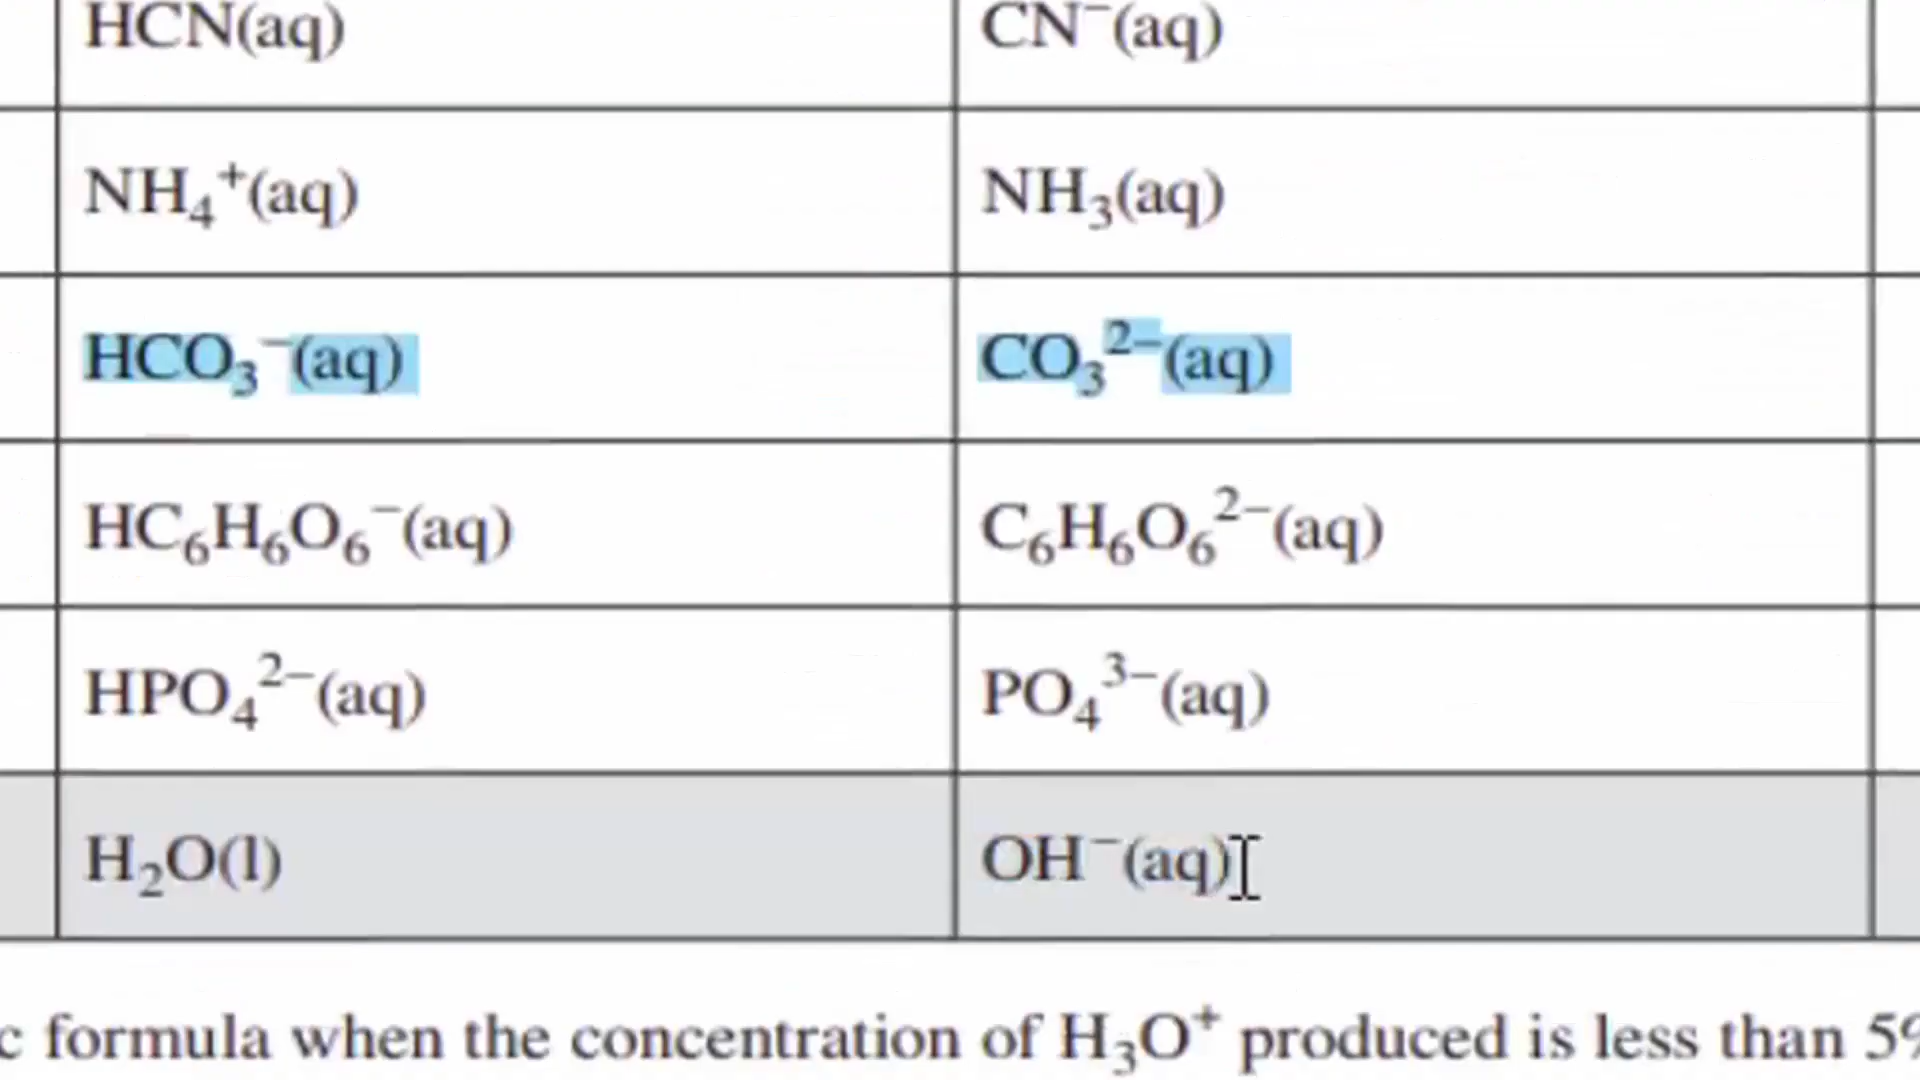 HCN(aq) CN⁻(aq)
NH₄⁺(aq) NH₃(aq)
HCO₃⁻(aq) CO₃²⁻(aq)
HC₆H₆O₆⁻(aq) C₆H₆O₆²⁻(aq)
HPO₄²⁻(aq) PO₄³⁻(aq)
H₂O(l) OH⁻(aq)
c formula when the concentration of H₃O⁺ produced is less than 5%